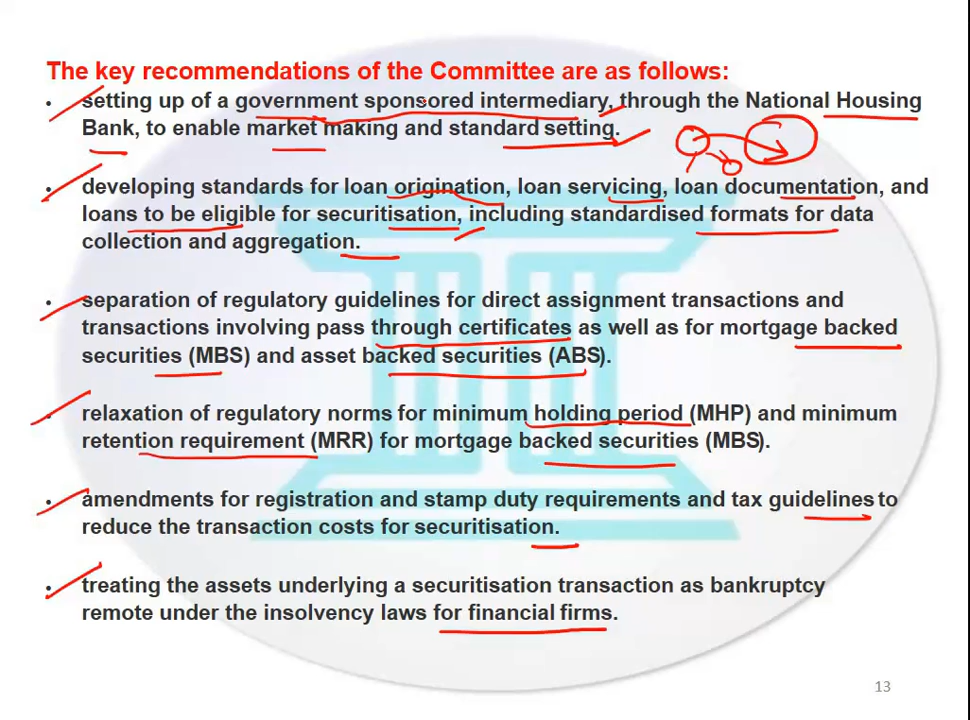 The key recommendations of the Committee are as follows:
• setting up of a government sponsored intermediary, through the National Housing
Bank, to enable market making and standard setting.
• developing standards for loan origination, loan servicing, loan documentation, and
loans to be eligible for securitisation, including standardised formats for data
collection and aggregation.
• separation of regulatory guidelines for direct assignment transactions and
transactions involving pass through certificates as well as for mortgage backed
securities (MBS) and asset backed securities (ABS).
• relaxation of regulatory norms for minimum holding period (MHP) and minimum
retention requirement (MRR) for mortgage backed securities (MBS).
• amendments for registration and stamp duty requirements and tax guidelines to
reduce the transaction costs for securitisation.
• treating the assets underlying a securitisation transaction as bankruptcy
remote under the insolvency laws for financial firms.
13